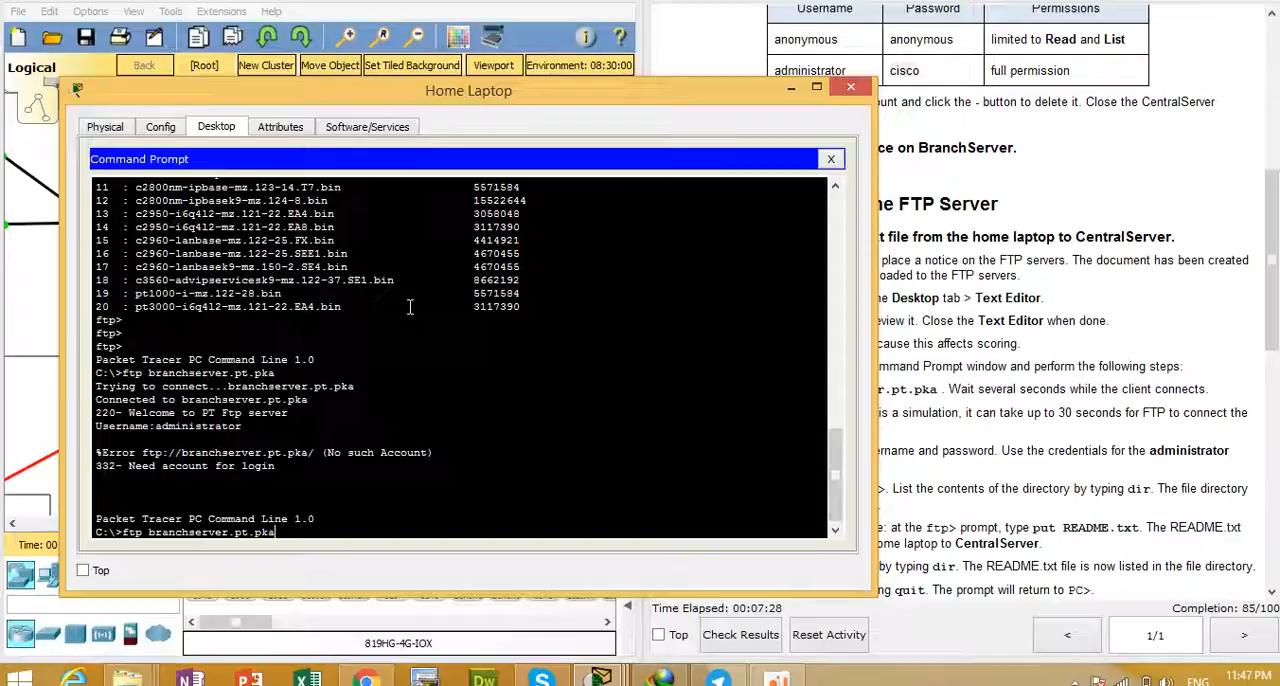 File Edit Options View Tools Extensions Help
Logical
Back
[Root]
New Cluster
Move Object
Set Tiled Background
Viewport
Environment: 08:30:00
Home Laptop
Physical
Config
Desktop
Attributes
Software/Services
Command Prompt
X
11 : c2800nm-ipbase-mz.123-14.T7.bin 5571584
12 : c2800nm-ipbasek9-mz.124-8.bin 15522644
13 : c2950-i6q4l2-mz.121-22.EA4.bin 3058048
14 : c2950-i6q4l2-mz.121-22.EA8.bin 3117390
15 : c2960-lanbase-mz.122-25.FX.bin 4414921
16 : c2960-lanbase-mz.122-25.SEE1.bin 4670455
17 : c2960-lanbasek9-mz.150-2.SE4.bin 4670455
18 : c3560-advipservicesk9-mz.122-37.SE1.bin 8662192
19 : pt1000-i-mz.122-28.bin 5571584
20 : pt3000-i6q4l2-mz.121-22.EA4.bin 3117390
ftp>
ftp>
ftp>
Packet Tracer PC Command Line 1.0
C:\>ftp branchserver.pt.pka
Trying to connect...branchserver.pt.pka
Connected to branchserver.pt.pka
220- Welcome to PT Ftp server
Username:administrator
%Error ftp://branchserver.pt.pka/ (No such Account)
332- Need account for login
Packet Tracer PC Command Line 1.0
C:\>ftp branchserver.pt.pka
Top
Time: 00
819HG-4G-IOX
Username Password Permissions
anonymous anonymous limited to Read and List
administrator cisco full permission
ount and click the - button to delete it. Close the CentralServer
ce on BranchServer.
he FTP Server
t file from the home laptop to CentralServer.
place a notice on the FTP servers. The document has been created
oaded to the FTP servers.
he Desktop tab > Text Editor.
eview it. Close the Text Editor when done.
cause this affects scoring.
mmand Prompt window and perform the following steps:
r.pt.pka . Wait several seconds while the client connects.
is a simulation, it can take up to 30 seconds for FTP to connect the
ername and password. Use the credentials for the administrator
>. List the contents of the directory by typing dir. The file directory
e: at the ftp> prompt, type put README.txt. The README.txt
home laptop to CentralServer.
by typing dir. The README.txt file is now listed in the file directory.
ng quit. The prompt will return to PC>.
Time Elapsed: 00:07:28
Completion: 85/100
Top
Check Results
Reset Activity
<
1/1
>
ENG
11:47 PM